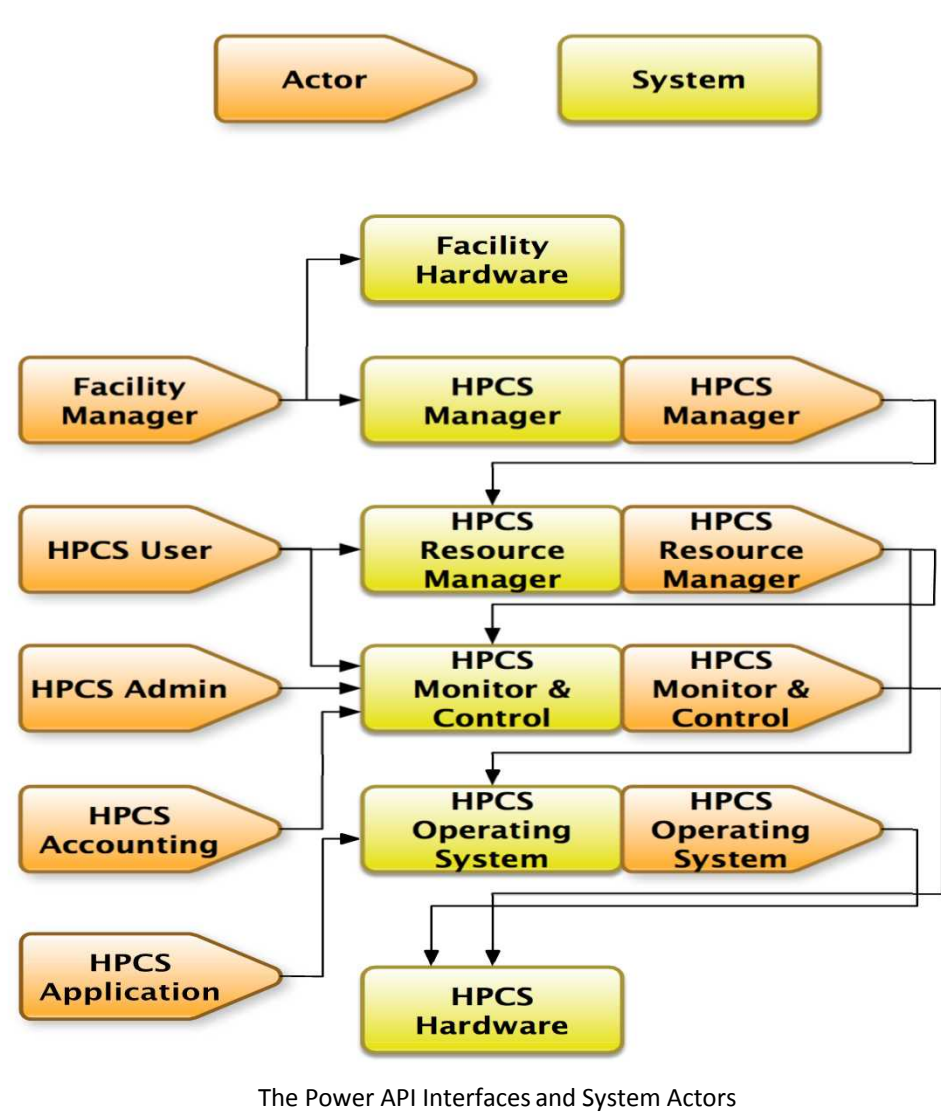 Actor
System
Facility
Hardware
Facility
Manager
HPCS
Manager
HPCS
Manager
HPCS User
HPCS
Resource
Manager
HPCS
Resource
Manager
HPCS Admin
HPCS
Monitor &
Control
HPCS
Monitor &
Control
HPCS
Accounting
HPCS
Operating
System
HPCS
Operating
System
HPCS
Application
HPCS
Hardware
The Power API Interfaces and System Actors